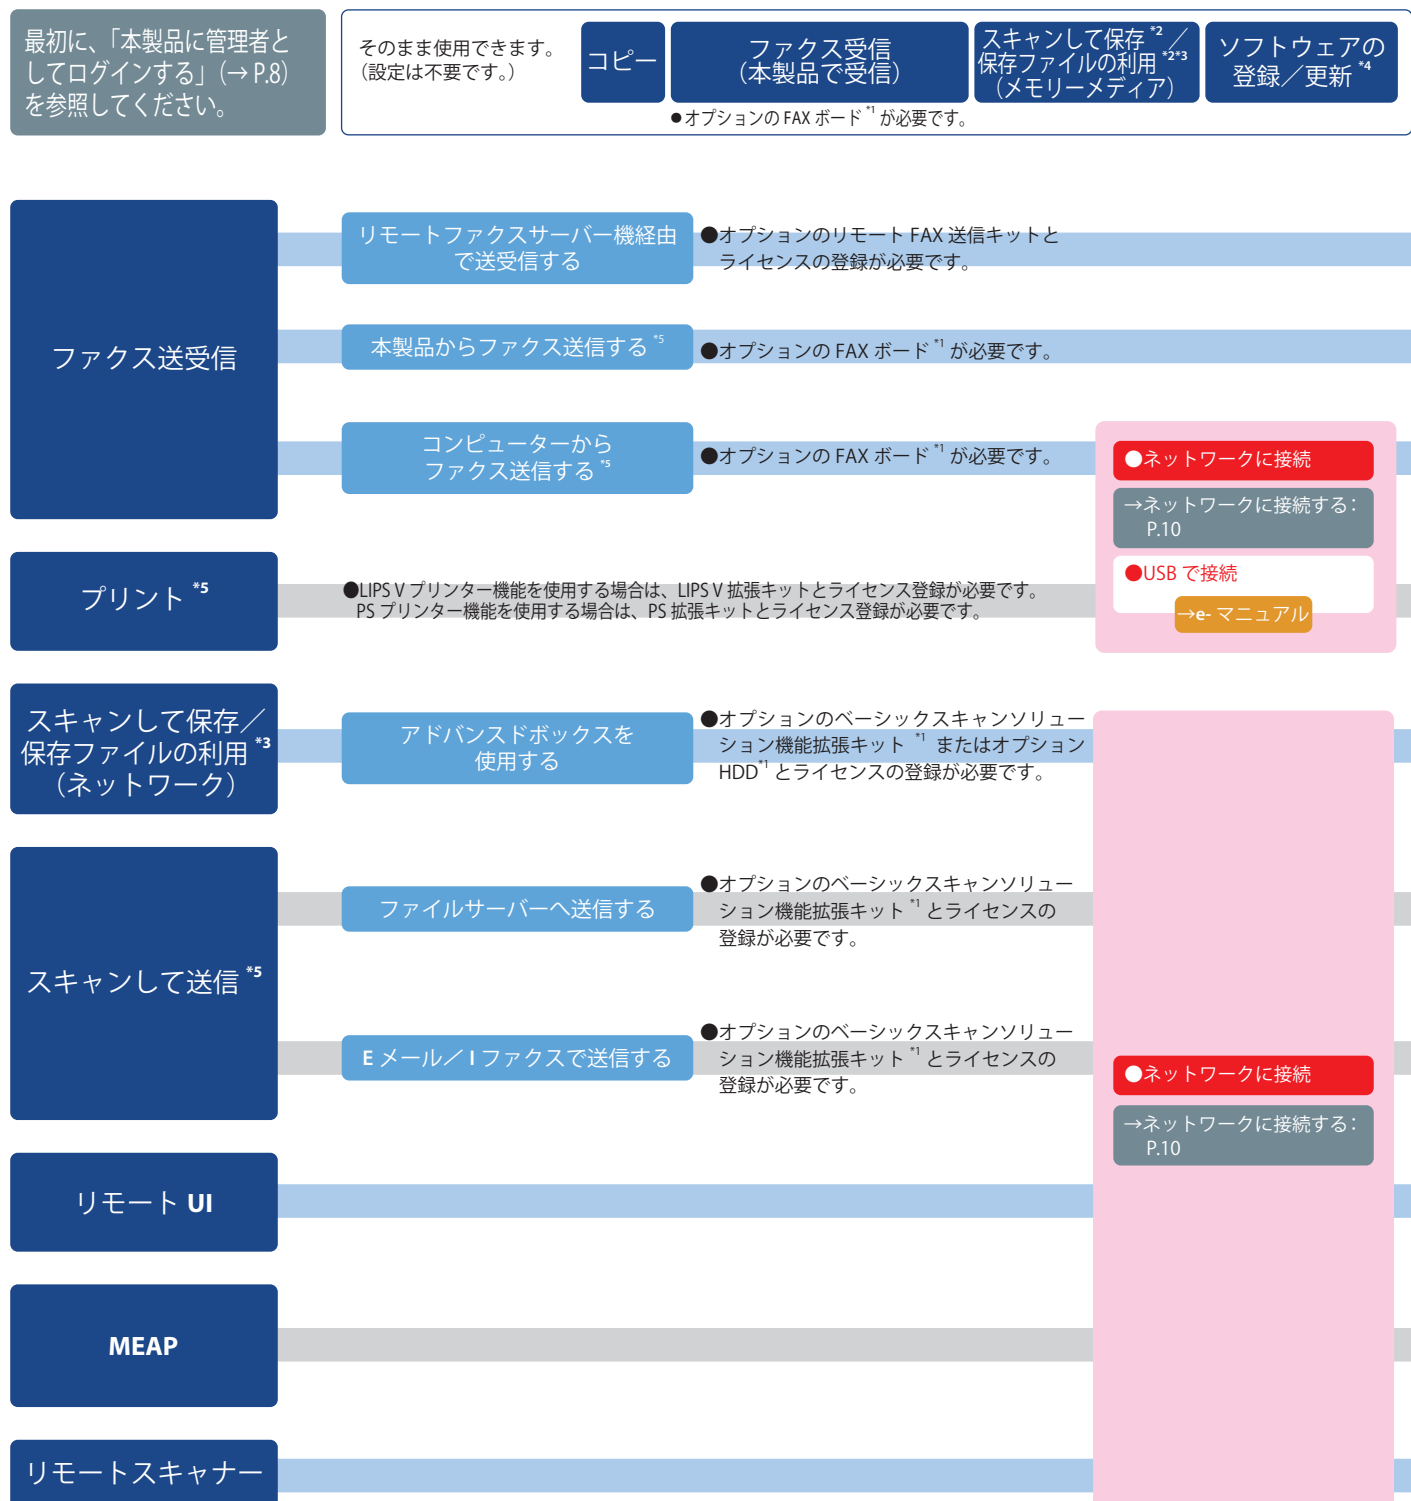 最初に、「本製品に管理者と
してログインする」（→ P.8）
を参照してください。
そのまま使用できます。
（設定は不要です。）
コピー
ファクス受信
（本製品で受信）
スキャンして保存 *2 ／
保存ファイルの利用 *2*3
（メモリーメディア）
ソフトウェアの
登録／更新 *4
●オプションの FAX ボード *1 が必要です。
ファクス送受信
リモートファクスサーバー機経由
で送受信する
●オプションのリモート FAX 送信キットと
ライセンスの登録が必要です。
本製品からファクス送信する *5
●オプションの FAX ボード *1 が必要です。
コンピューターから
ファクス送信する *5
●オプションの FAX ボード *1 が必要です。
●ネットワークに接続
→ネットワークに接続する：
P.10
●USB で接続
→e- マニュアル
プリント *5
●LIPS V プリンター機能を使用する場合は、LIPS V 拡張キットとライセンス登録が必要です。
PS プリンター機能を使用する場合は、PS 拡張キットとライセンス登録が必要です。
スキャンして保存／
保存ファイルの利用 *3
（ネットワーク）
アドバンスドボックスを
使用する
●オプションのベーシックスキャンソリュー
ション機能拡張キット *1 またはオプション
HDD*1 とライセンスの登録が必要です。
スキャンして送信 *5
ファイルサーバーへ送信する
●オプションのベーシックスキャンソリュー
ション機能拡張キット *1 とライセンスの
登録が必要です。
E メール／ I ファクスで送信する
●オプションのベーシックスキャンソリュー
ション機能拡張キット *1 とライセンスの
登録が必要です。
●ネットワークに接続
→ネットワークに接続する：
P.10
リモート UI
MEAP
リモートスキャナー